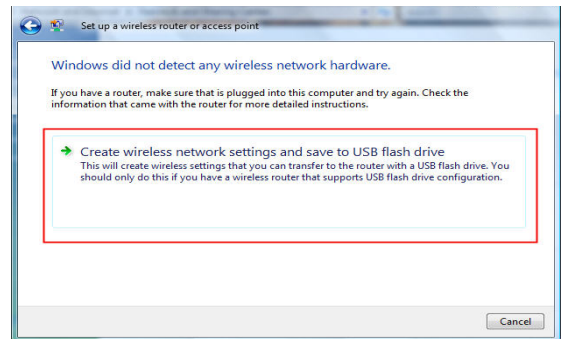 Set up a wireless router or access point
Windows did not detect any wireless network hardware.
If you have a router, make sure that is plugged into this computer and try again. Check the
information that came with the router for more detailed instructions.
Create wireless network settings and save to USB flash drive
This will create wireless settings that you can transfer to the router with a USB flash drive. You
should only do this if you have a wireless router that supports USB flash drive configuration.
Cancel